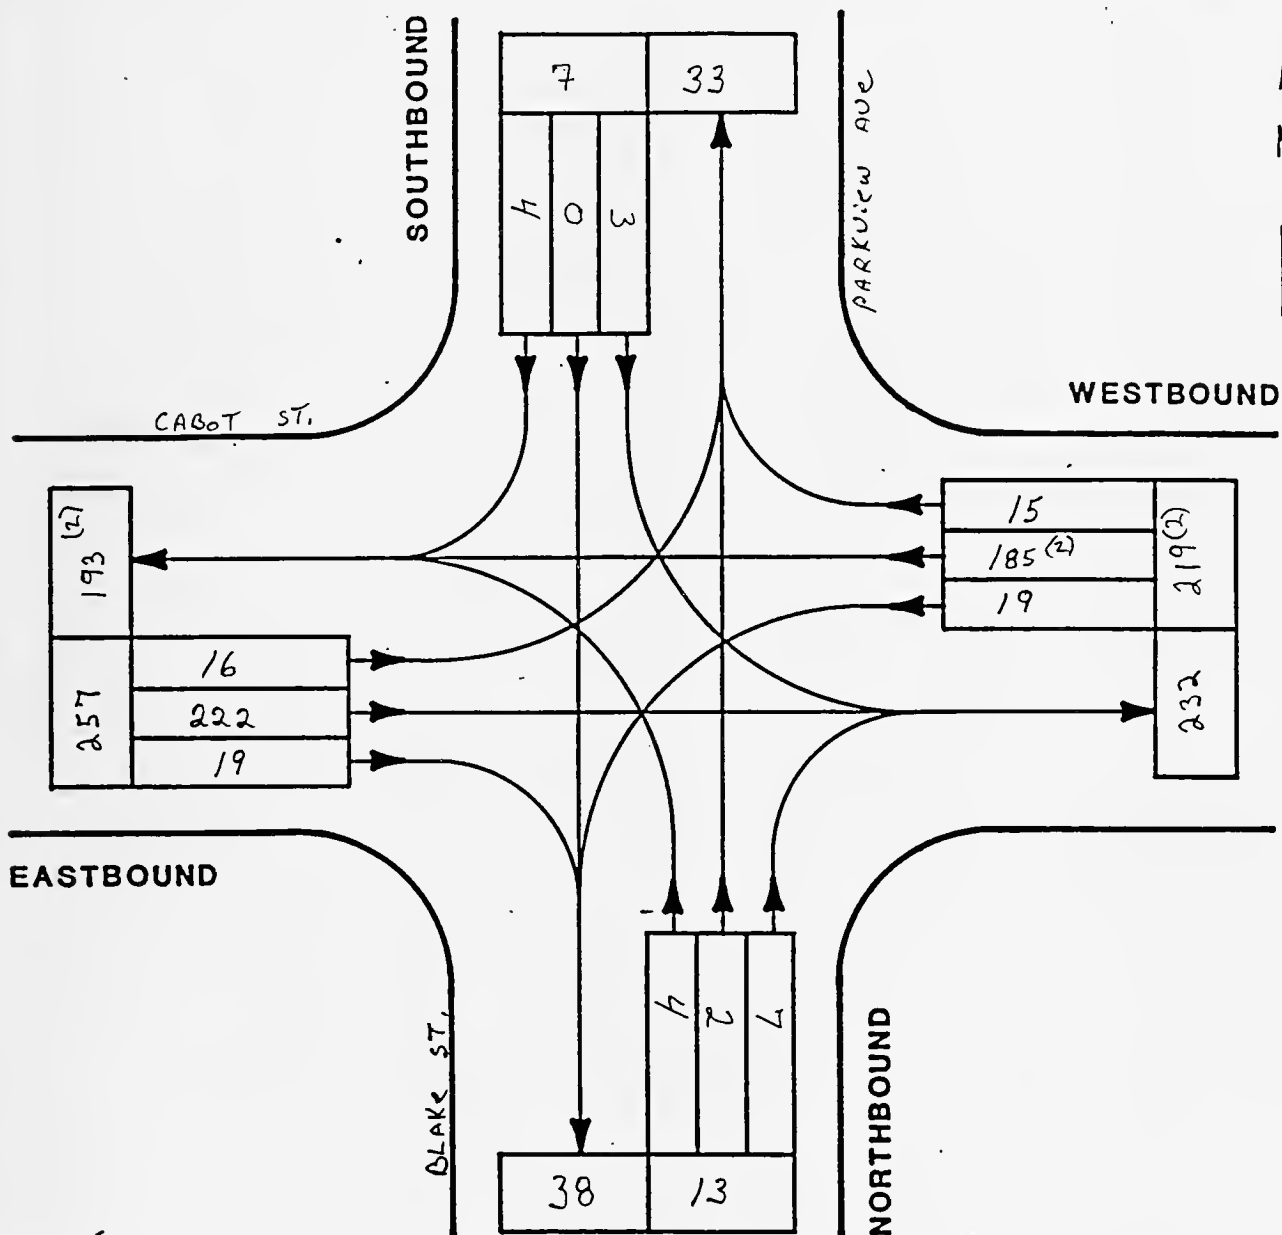 SOUTHBOUND
7 33
PARKVIEW AVE
4 0 3
WESTBOUND
CABOT ST.
193 (2)
15
185 (2)
19
219 (2)
257
16
222
19
232
EASTBOUND
4 2 7
BLAKE ST.
NORTHBOUND
38 13